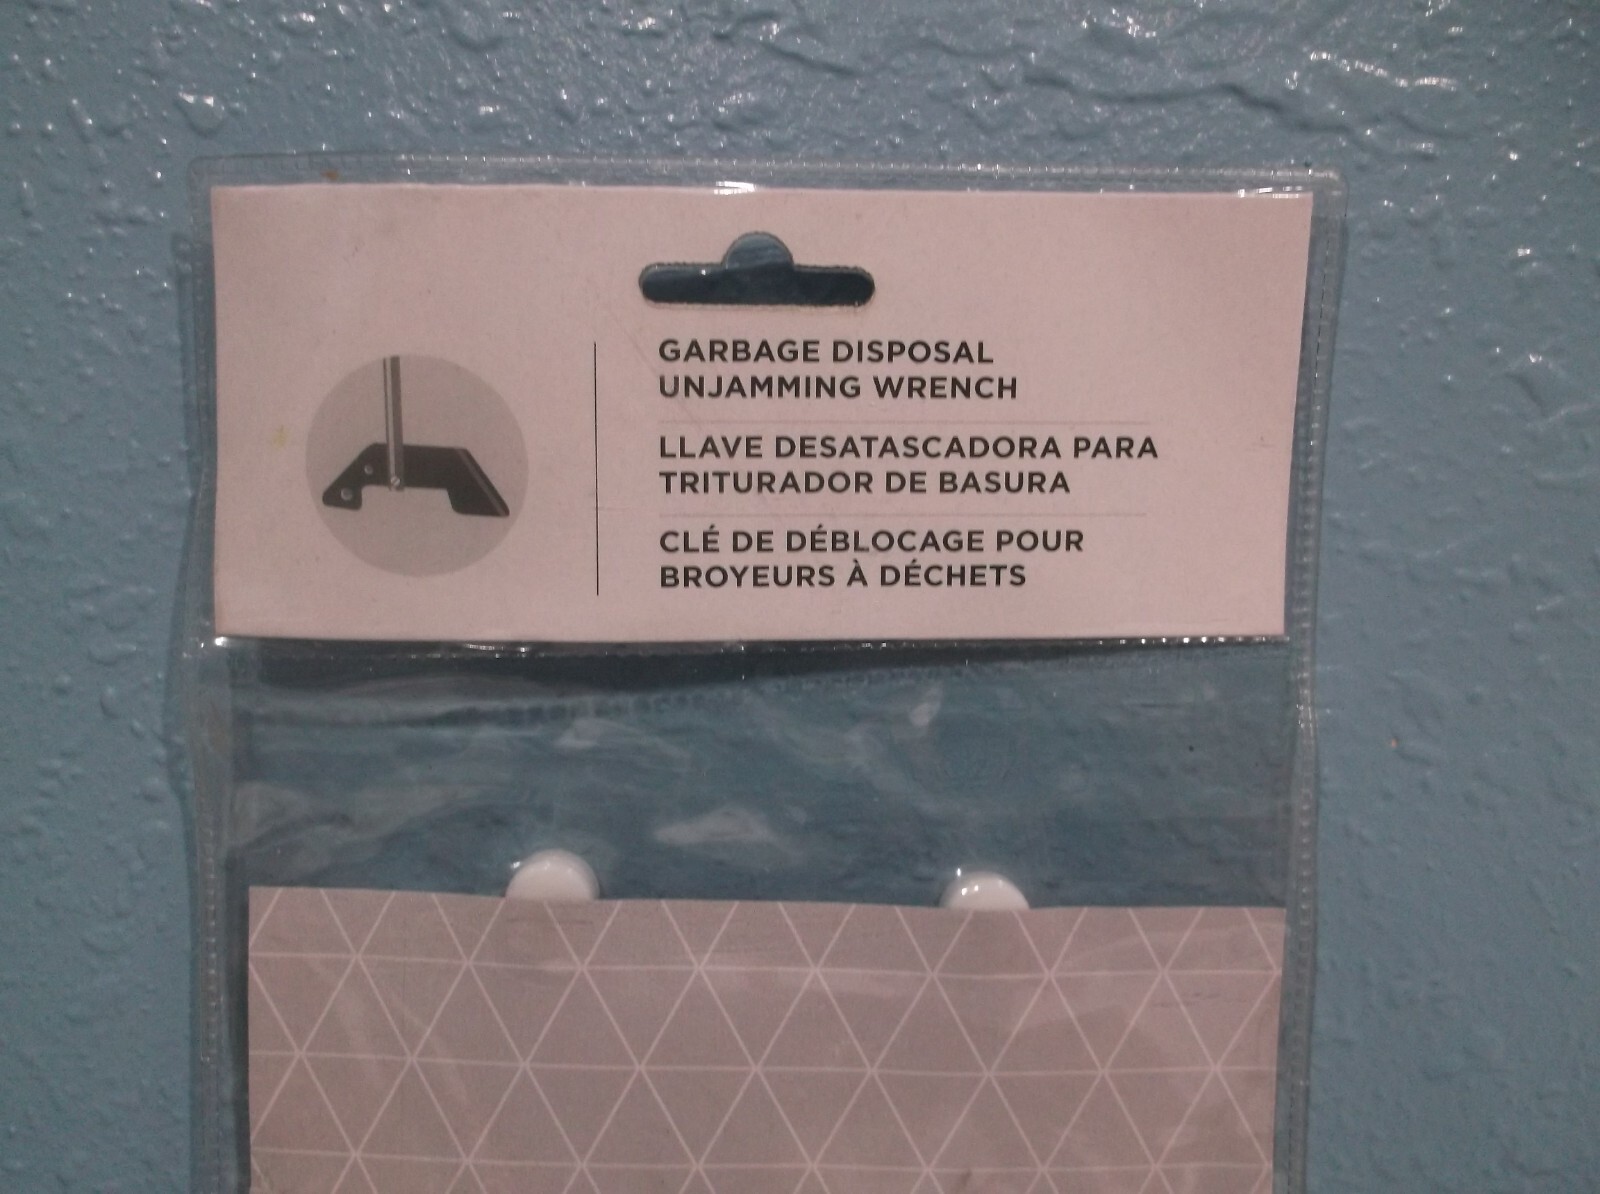 GARBAGE DISPOSAL
UNJAMMING WRENCH
LLAVE DESATASCADORA PARA
TRITURADOR DE BASURA
CLÉ DE DÉBLOCAGE POUR
BROYEURS À DÉCHETS